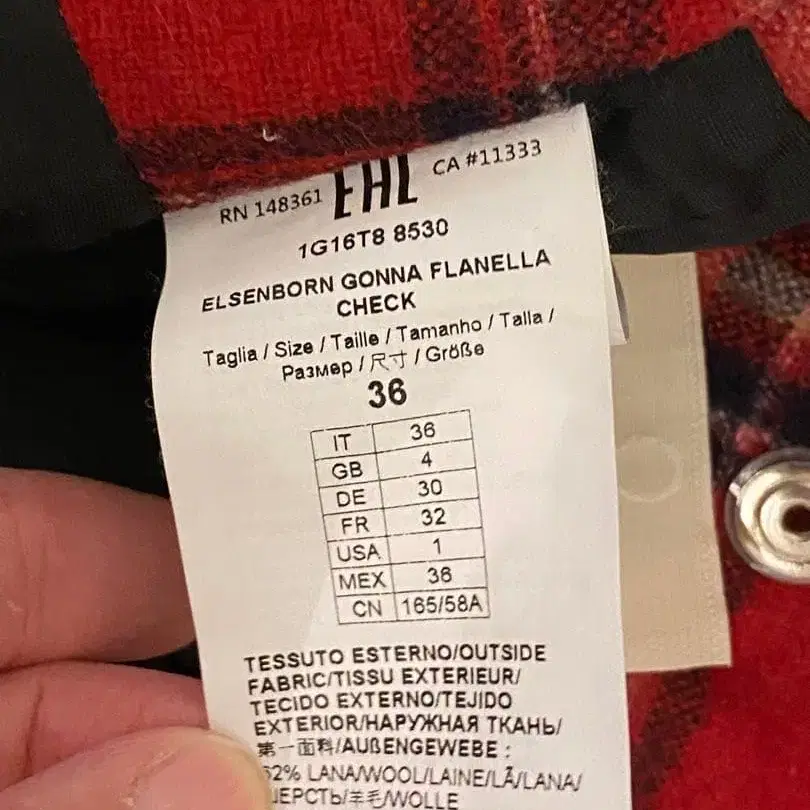 RN 148361 EAC CA #11333
1G16T8 8530
ELSENBORN GONNA FLANELLA
CHECK
Taglia / Size / Taille / Tamanho / Talla /
Размер / 尺寸 / Größe
36
IT 36
GB 4
DE 30
FR 32
USA 1
MEX 36
CN 165/58A
TESSUTO ESTERNO/OUTSIDE
FABRIC/TISSU EXTERIEUR/
TECIDO EXTERNO/TEJIDO
EXTERIOR/НАРУЖНАЯ ТКАНЬ/
第一面料/AUßENGEWEBE :
LANA/WOOL/LAINE/LÃ/LANA/
羊毛/WOLLE